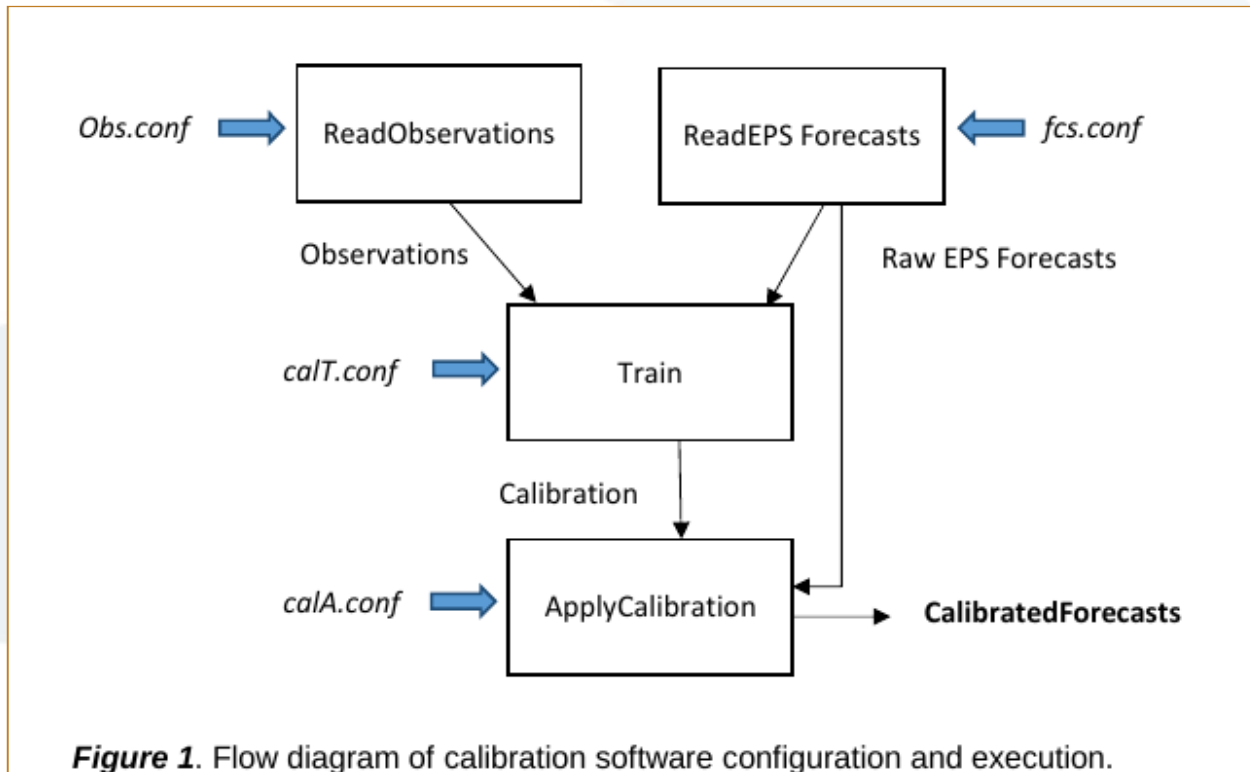 Obs.conf
ReadObservations
ReadEPS Forecasts
fcs.conf
Observations
Raw EPS Forecasts
calT.conf
Train
Calibration
calA.conf
ApplyCalibration
CalibratedForecasts
Figure 1. Flow diagram of calibration software configuration and execution.